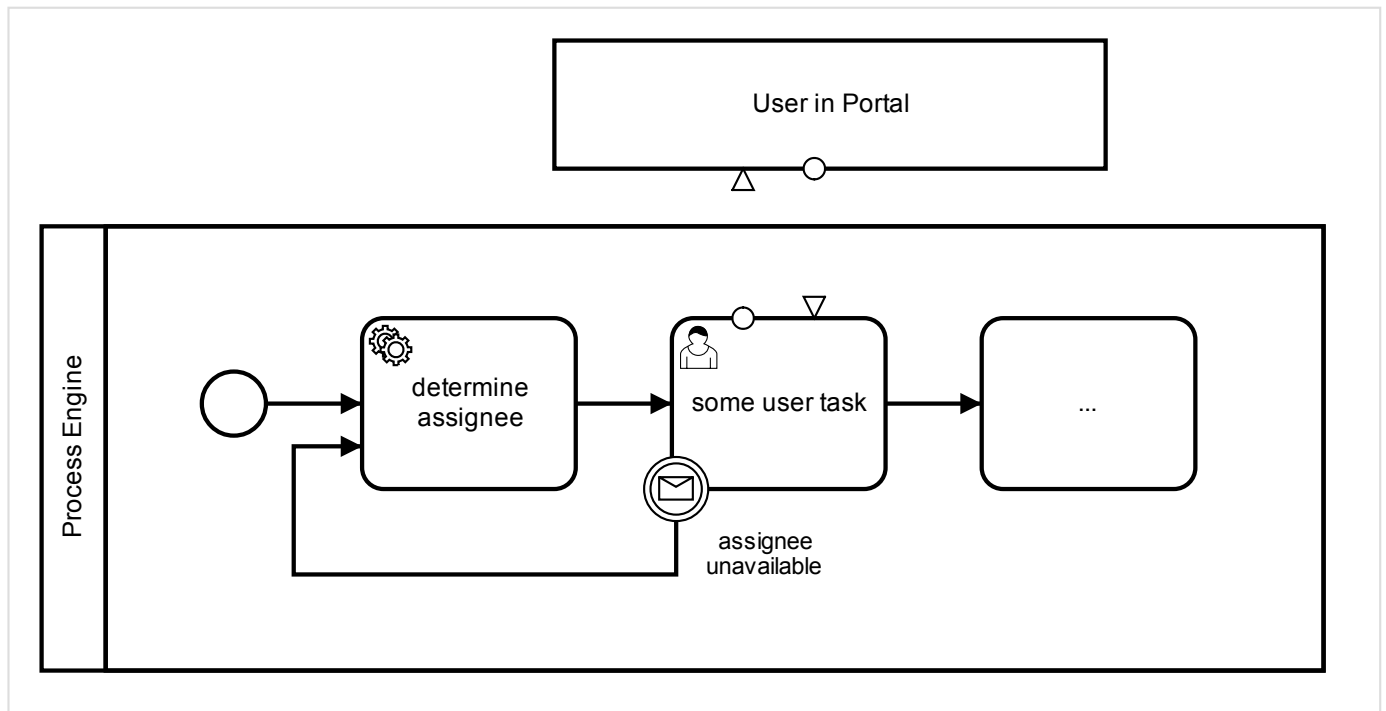 User in Portal
Process Engine
determine
assignee
some user task
...
assignee
unavailable